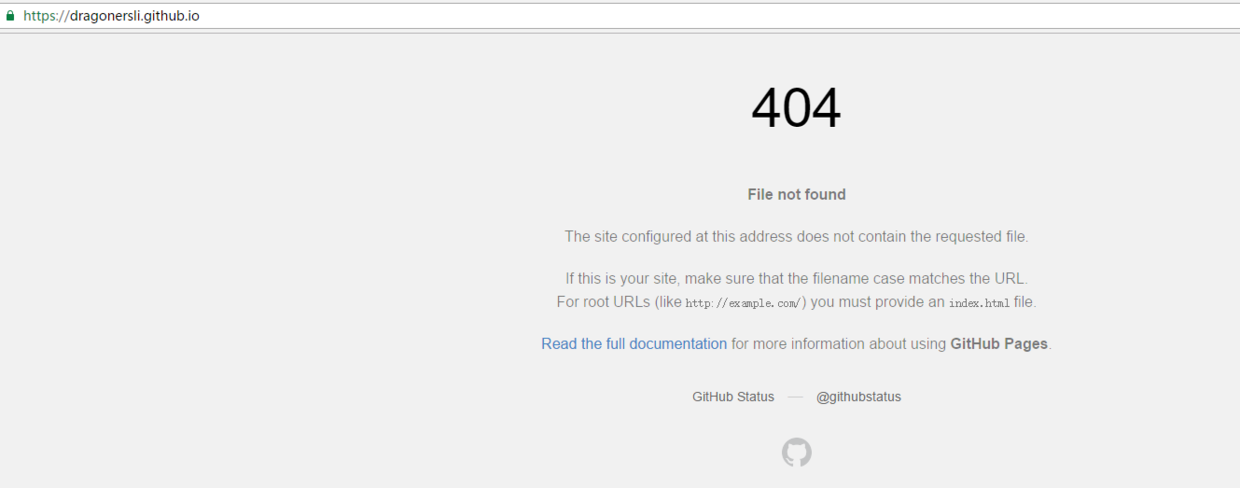 https://dragonersli.github.io
404
File not found
The site configured at this address does not contain the requested file.
If this is your site, make sure that the filename case matches the URL.
For root URLs (like http://example.com/) you must provide an index.html file.
Read the full documentation for more information about using GitHub Pages.
GitHub Status — @githubstatus